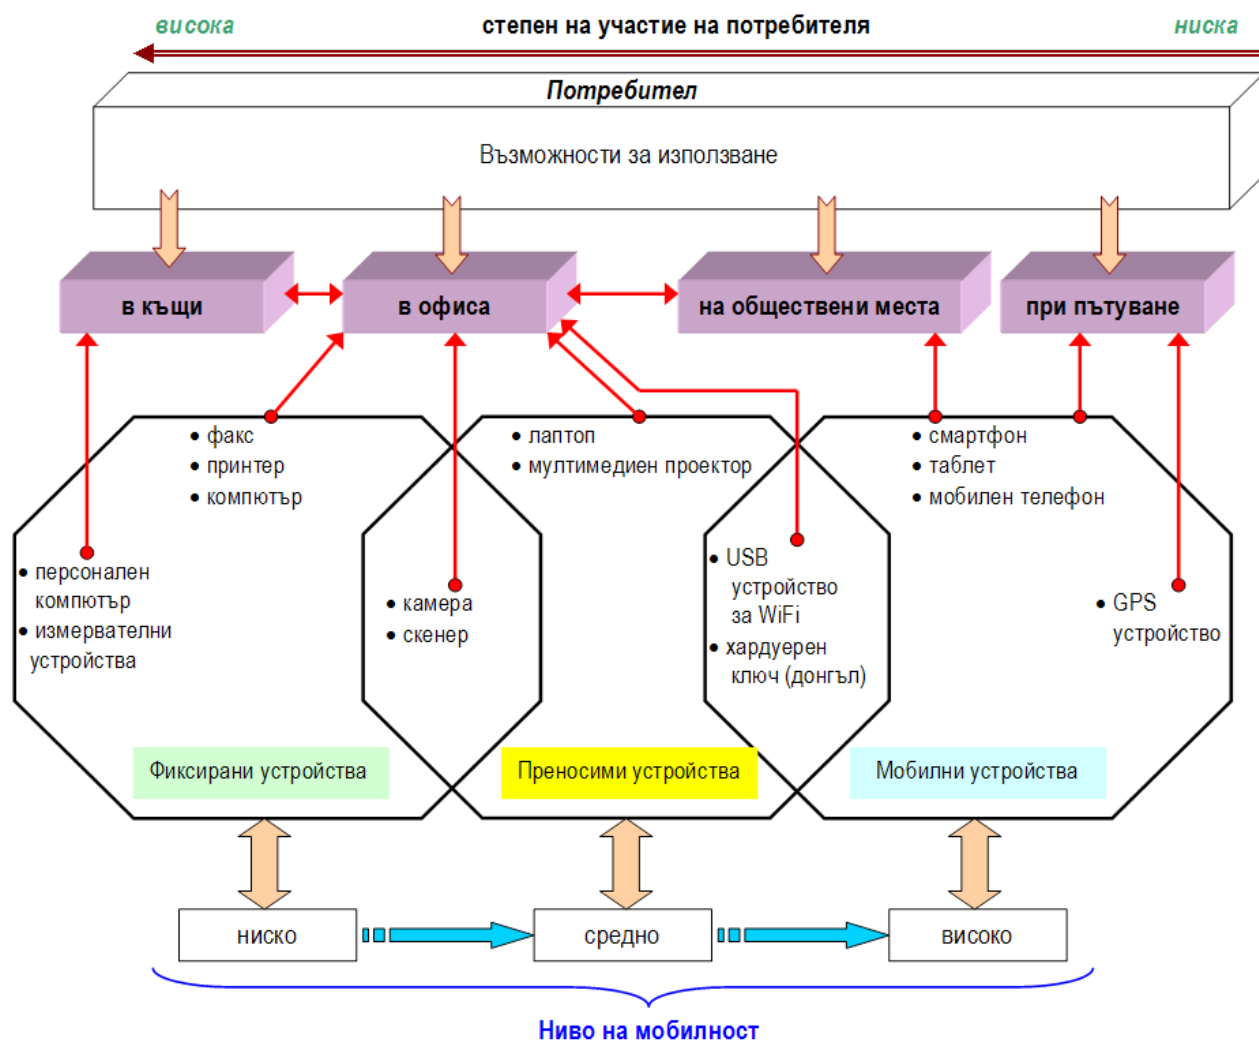 висока
степен на участие на потребителя
ниска
Потребител
Възможности за използване
в къщи
в офиса
на обществени места
при пътуване
• факс
• принтер
• компютър
• лаптоп
• мултимедиен проектор
• смартфон
• таблет
• мобилен телефон
• персонален
компютър
• измервателни
устройства
• камера
• скенер
• USB
устройство
за WiFi
• хардуерен
ключ (донгъл)
• GPS
устройство
Фиксирани устройства
Преносими устройства
Мобилни устройства
ниско
средно
високо
Ниво на мобилност